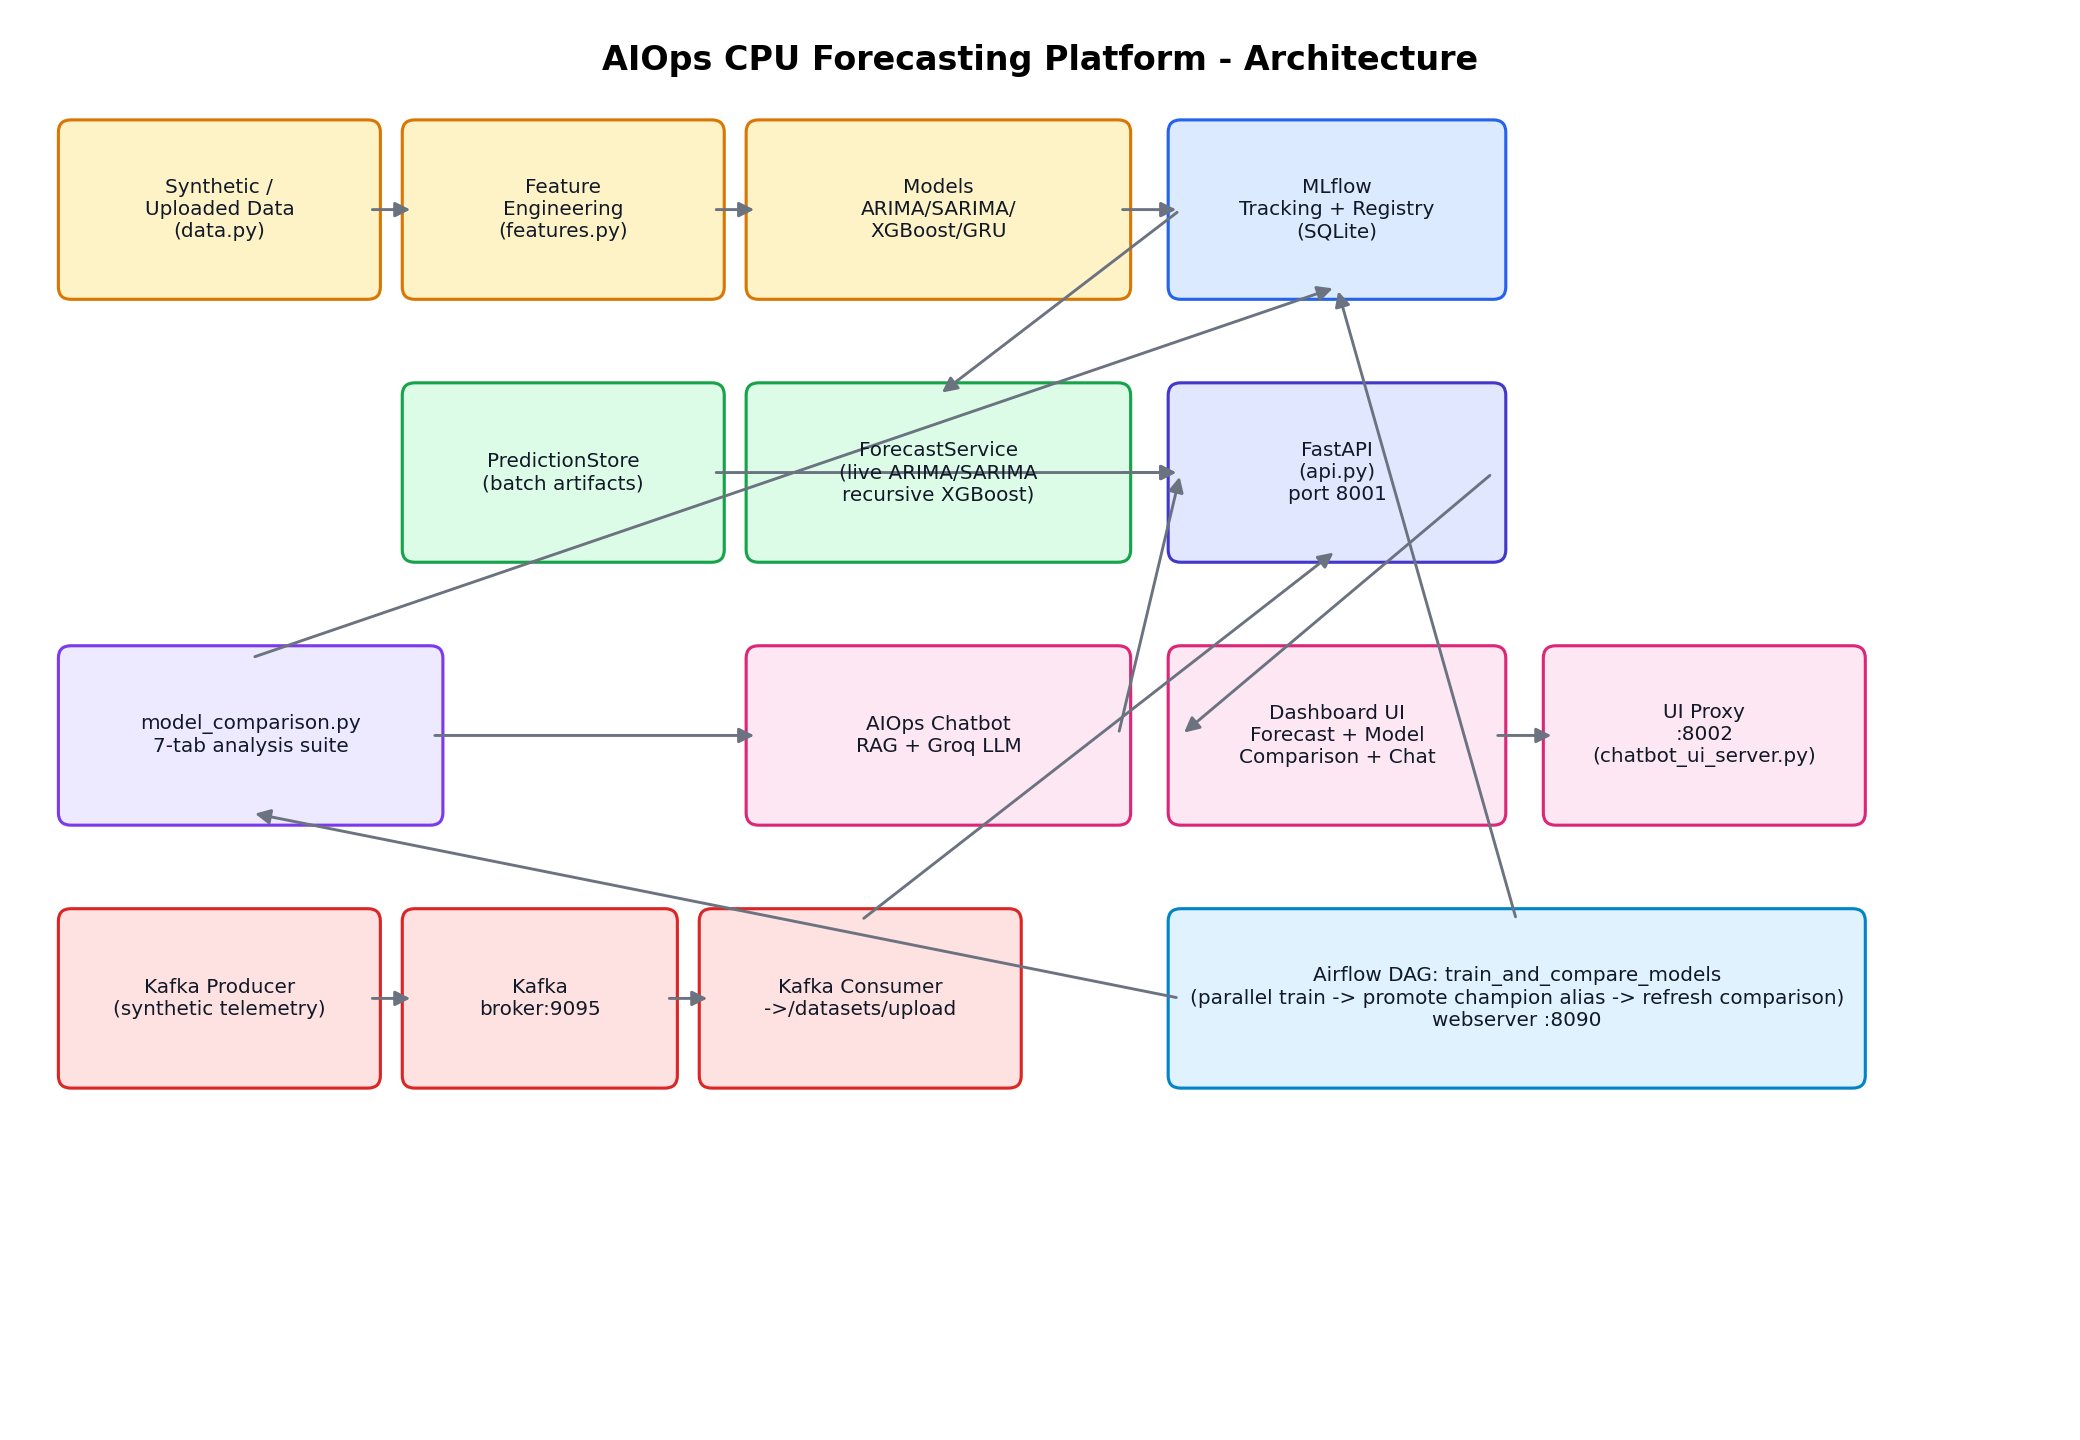 AIOps CPU Forecasting Platform - Architecture
Synthetic /
Uploaded Data
(data.py)
Feature
Engineering
(features.py)
Models
ARIMA/SARIMA/
XGBoost/GRU
MLflow
Tracking + Registry
(SQLite)
PredictionStore
(batch artifacts)
ForecastService
(live ARIMA/SARIMA
recursive XGBoost)
FastAPI
(api.py)
port 8001
model_comparison.py
7-tab analysis suite
AIOps Chatbot
RAG + Groq LLM
Dashboard UI
Forecast + Model
Comparison + Chat
UI Proxy
:8002
(chatbot_ui_server.py)
Kafka Producer
(synthetic telemetry)
Kafka
broker:9095
Kafka Consumer
->/datasets/upload
Airflow DAG: train_and_compare_models
(parallel train -> promote champion alias -> refresh comparison)
webserver :8090